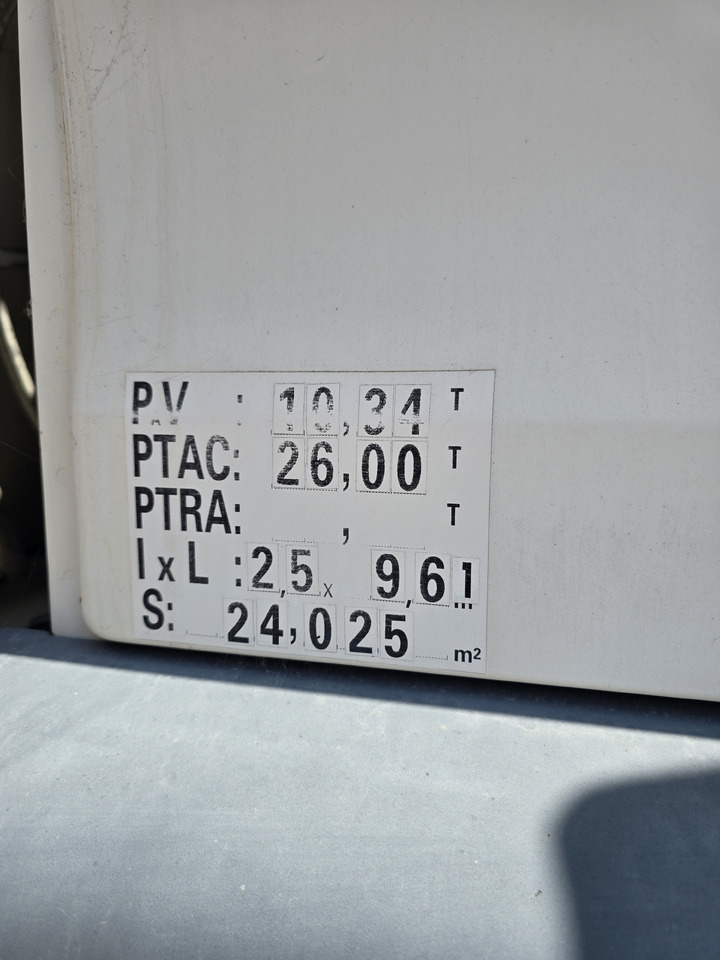 P.V : 10,34 T
PTAC: 26,00 T
PTRA: , T
l x L : 2,5 x 9,61 m
S: 24,025 m²